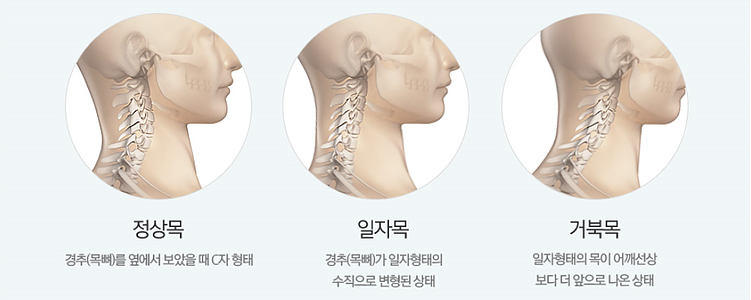 정상목
경추(목뼈)를 옆에서 보았을 때 C자 형태
일자목
경추(목뼈)가 일자형태의
수직으로 변형된 상태
거북목
일자형태의 목이 어깨선상
보다 더 앞으로 나온 상태